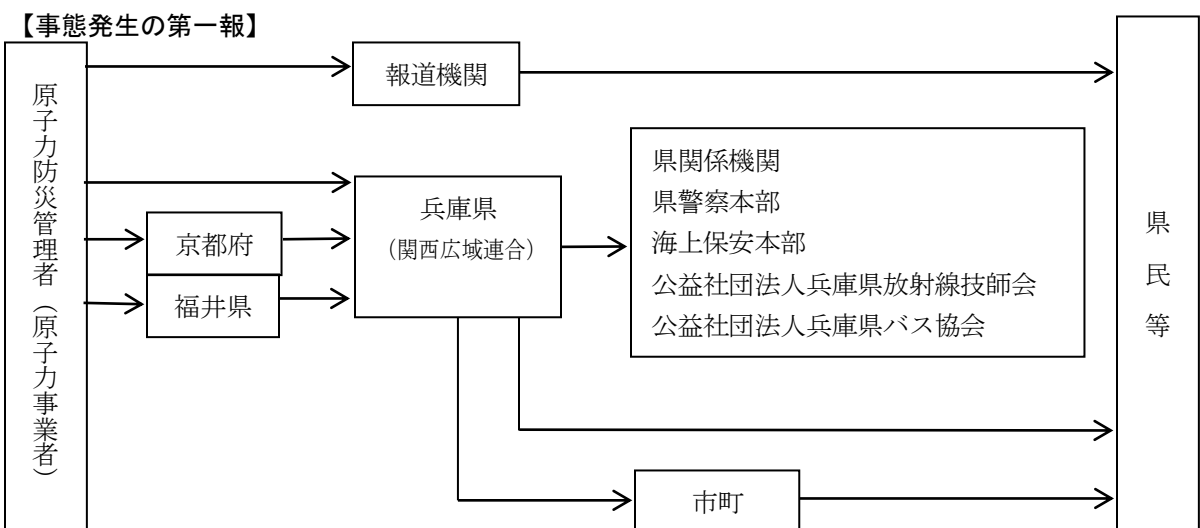 【事態発生の第一報】
原子力防災管理者（原子力事業者）
報道機関
京都府
福井県
兵庫県
（関西広域連合）
県関係機関
県警察本部
海上保安本部
公益社団法人兵庫県放射線技師会
公益社団法人兵庫県バス協会
市町
県民等